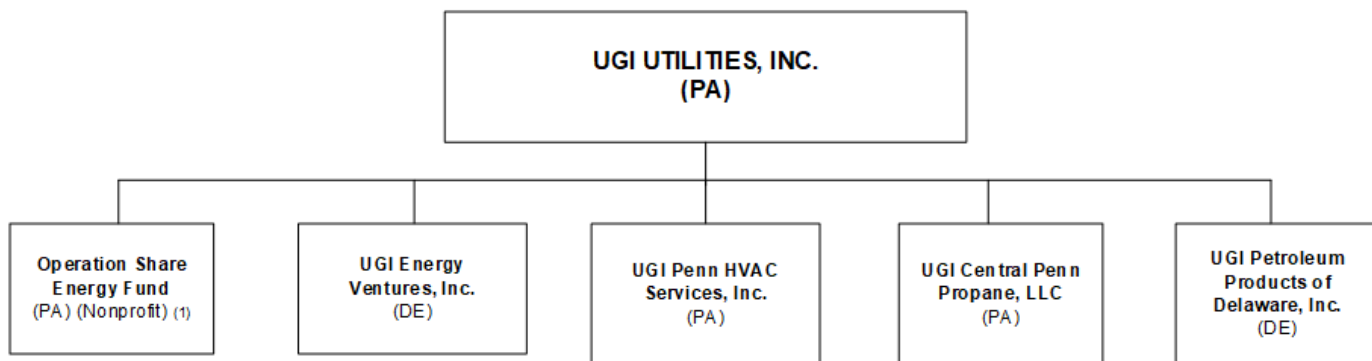 UGI UTILITIES, INC.
(PA)
Operation Share
Energy Fund
(PA) (Nonprofit) (1)
UGI Energy
Ventures, Inc.
(DE)
UGI Penn HVAC
Services, Inc.
(PA)
UGI Central Penn
Propane, LLC
(PA)
UGI Petroleum
Products of
Delaware, Inc.
(DE)